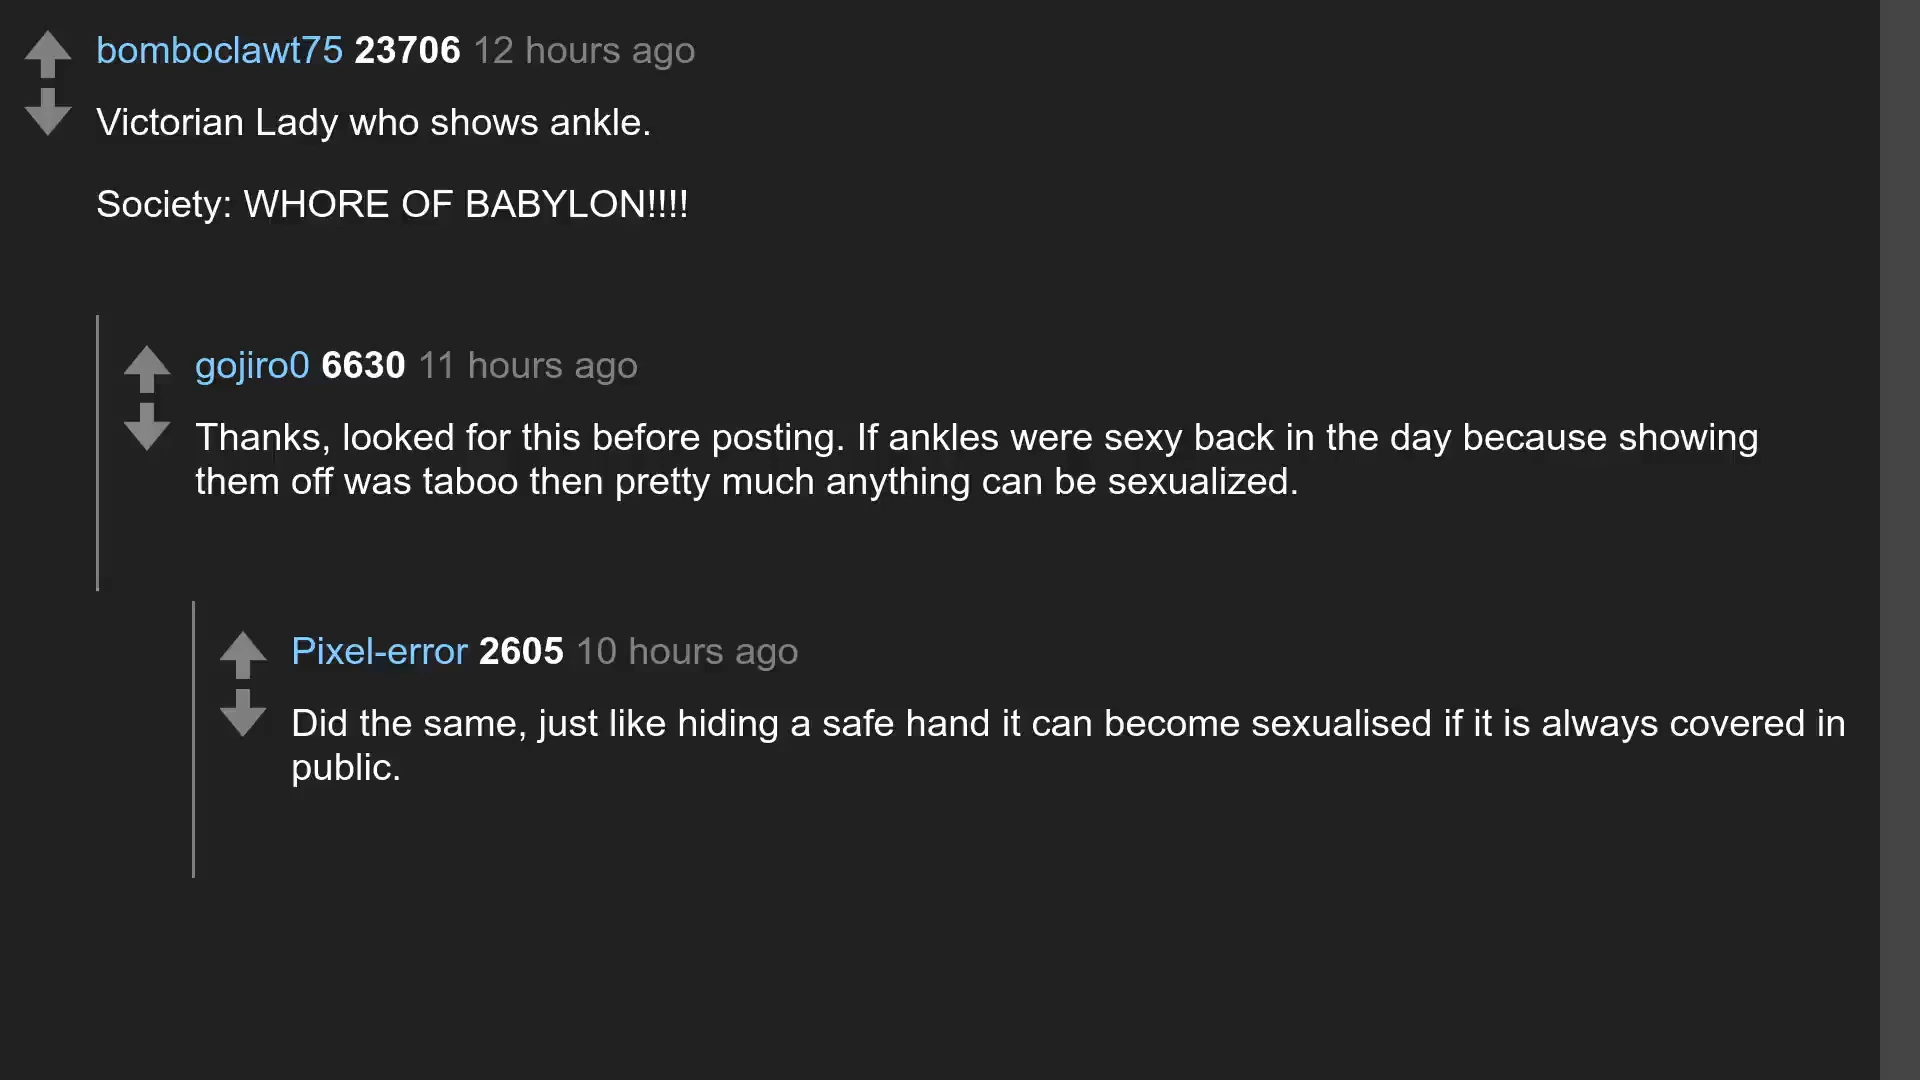 bomboclawt75 23706 12 hours ago
Victorian Lady who shows ankle.
Society: WHORE OF BABYLON!!!!
gojiro0 6630 11 hours ago
Thanks, looked for this before posting. If ankles were sexy back in the day because showing
them off was taboo then pretty much anything can be sexualized.
Pixel-error 2605 10 hours ago
Did the same, just like hiding a safe hand it can become sexualised if it is always covered in
public.